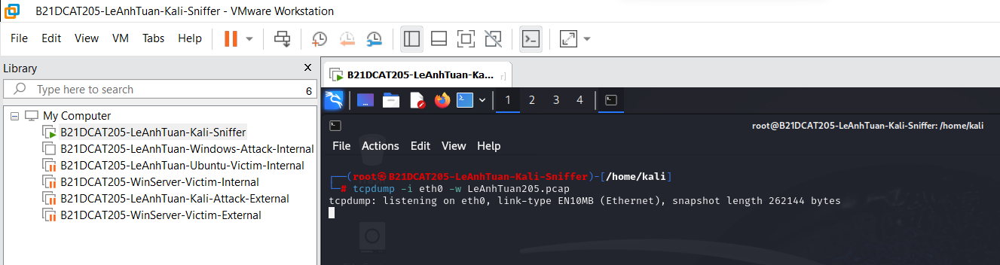 B21DCAT205-LeAnhTuan-Kali-Sniffer - VMware Workstation
File Edit View VM Tabs Help
Library
Type here to search 6
My Computer
B21DCAT205-LeAnhTuan-Kali-Sniffer
B21DCAT205-LeAnhTuan-Windows-Attack-Internal
B21DCAT205-LeAnhTuan-Ubuntu-Victim-Internal
B21DCAT205-WinServer-Victim-Internal
B21DCAT205-LeAnhTuan-Kali-Attack-External
B21DCAT205-WinServer-Victim-External
B21DCAT205-LeAnhTuan-Ka...
1 2 3 4
root@B21DCAT205-LeAnhTuan-Kali-Sniffer: /home/kali
File Actions Edit View Help
(root㉿B21DCAT205-LeAnhTuan-Kali-Sniffer)-[/home/kali]
# tcpdump -i eth0 -w LeAnhTuan205.pcap
tcpdump: listening on eth0, link-type EN10MB (Ethernet), snapshot length 262144 bytes